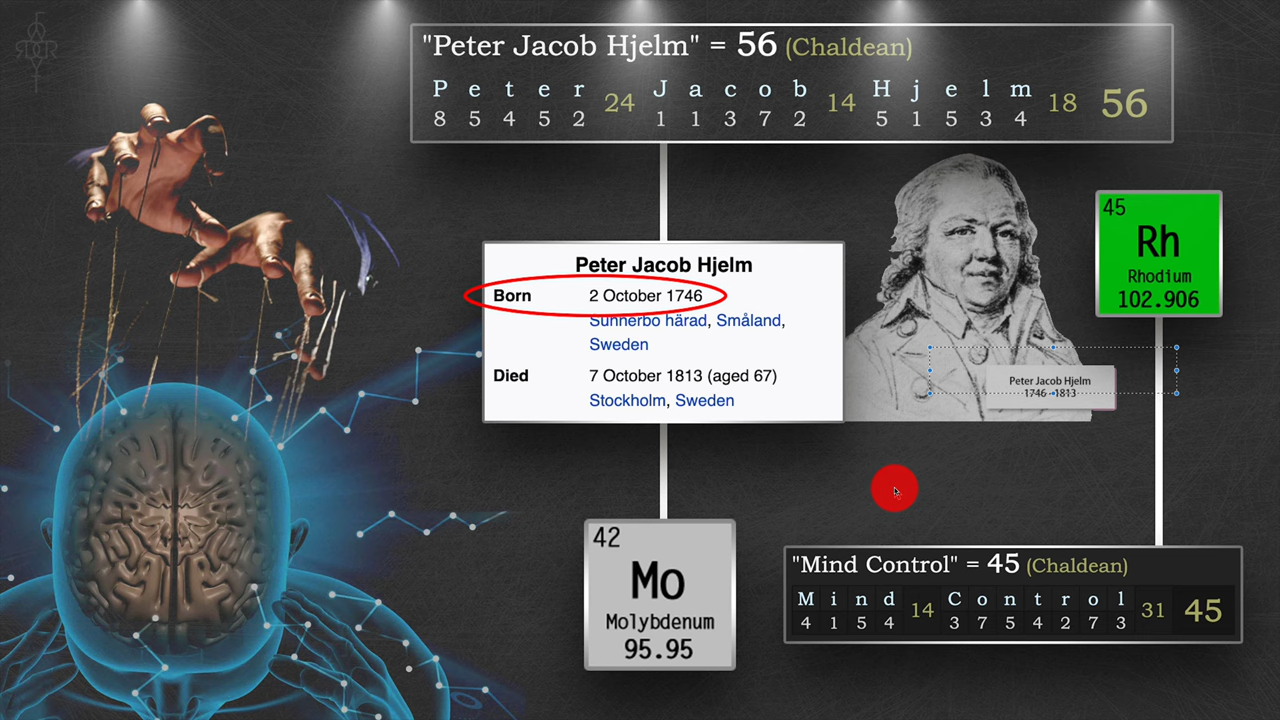 "Peter Jacob Hjelm" = 56 (Chaldean)
P e t e r 24 J a c o b 14 H j e l m 18 56
8 5 4 5 2 1 1 3 7 2 5 1 5 3 4
Peter Jacob Hjelm
Born 2 October 1746
Sunnerbo härad, Småland,
Sweden
Died 7 October 1813 (aged 67)
Stockholm, Sweden
45
Rh
Rhodium
102.906
Peter Jacob Hjelm
1746 - 1813
42
Mo
Molybdenum
95.95
"Mind Control" = 45 (Chaldean)
M i n d 14 C o n t r o l 31 45
4 1 5 4 3 7 5 4 2 7 3